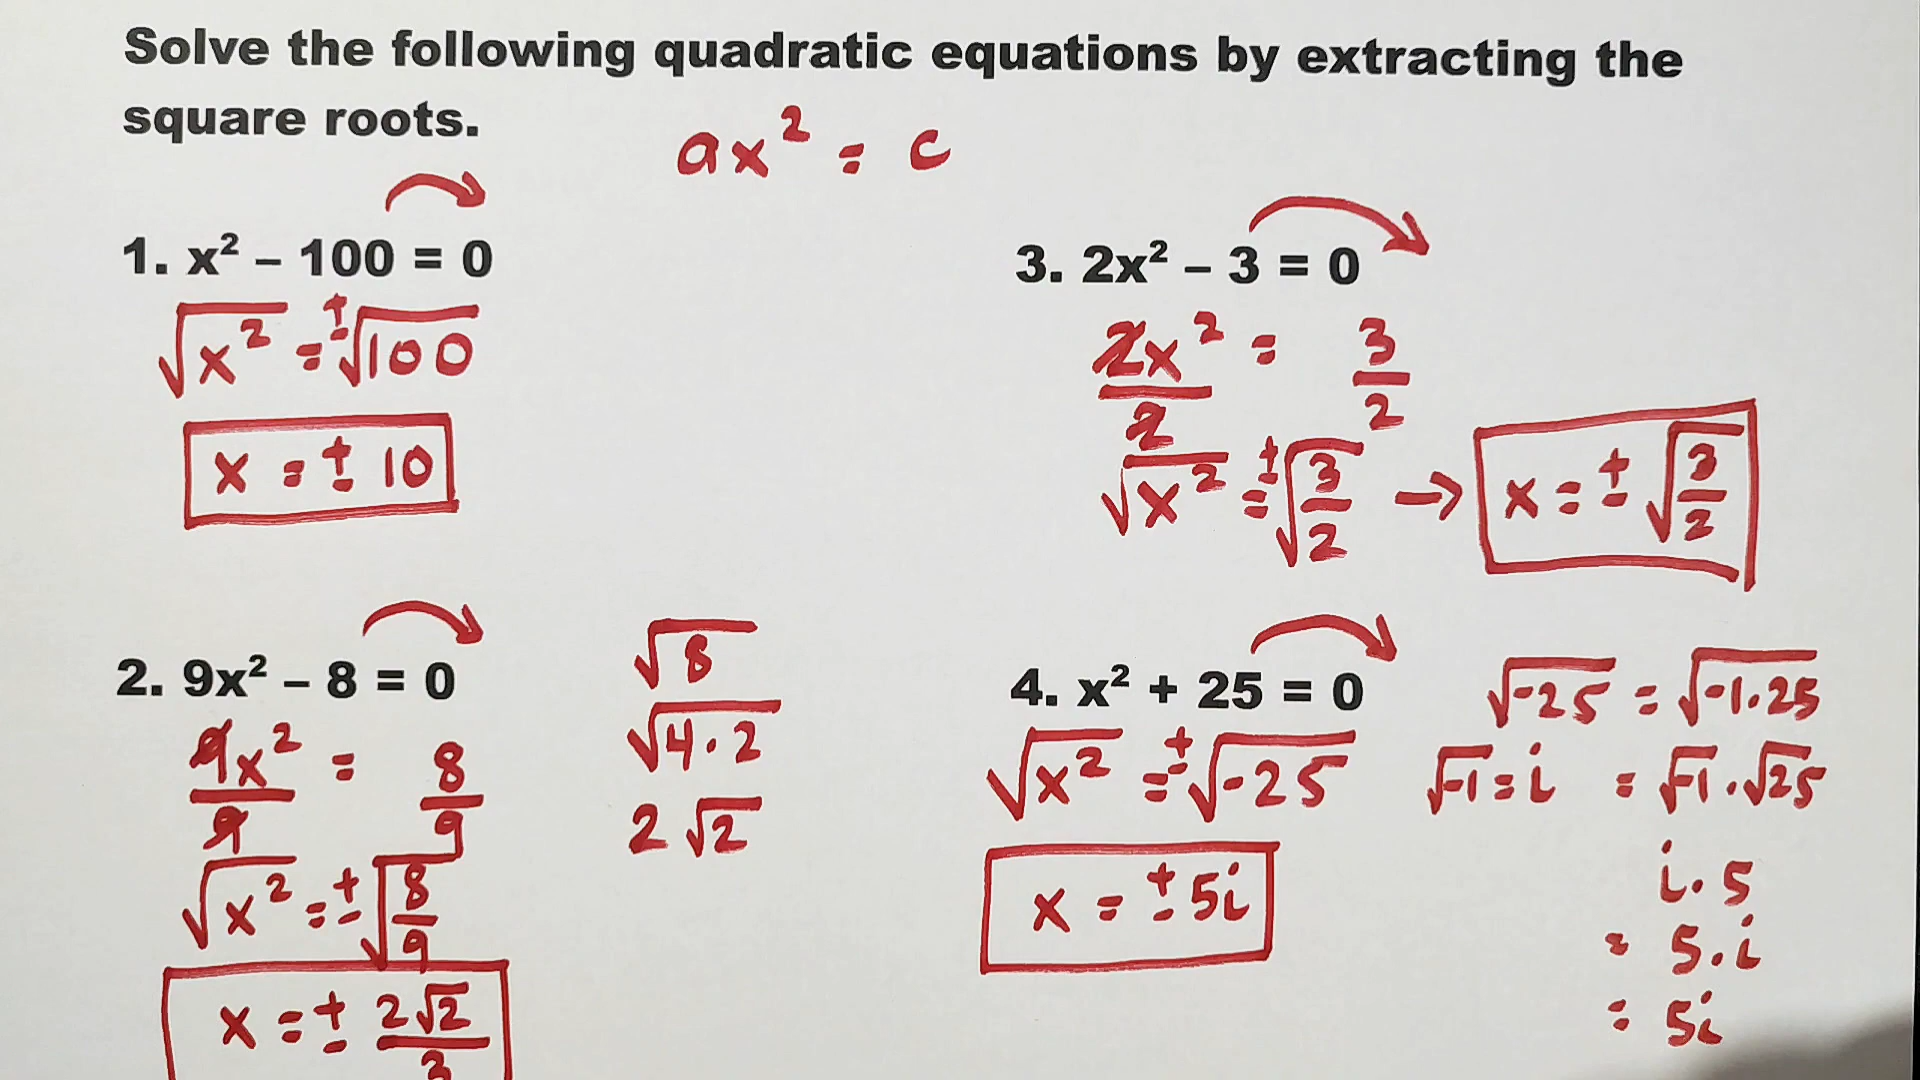 Solve the following quadratic equations by extracting the
square roots.
ax² = c
1. x² – 100 = 0
√x² = ±√100
x = ± 10
2. 9x² – 8 = 0
9x²/9 = 8/9
√x² = ±√8/9
x = ± 2√2/3
√8
√4·2
2√2
3. 2x² – 3 = 0
2x²/2 = 3/2
√x² = ±√3/2 → x = ± √3/2
4. x² + 25 = 0
√x² = ±√-25
x = ± 5i
√-25 = √-1·25
√-1 = i = √-1 · √25
i · 5
= 5 · i
= 5i